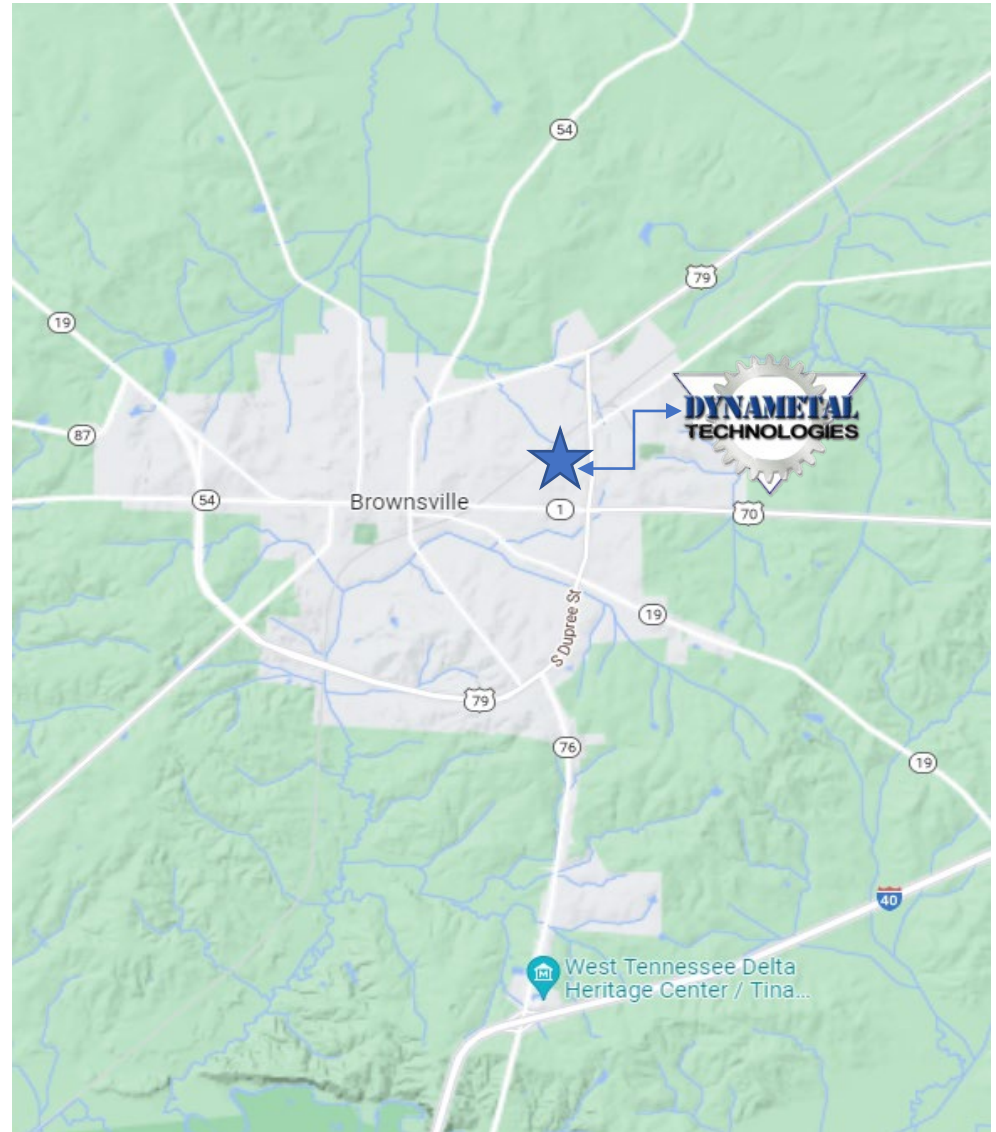 54
79
19
DYNAMETAL
TECHNOLOGIES
87
54
Brownsville
1
70
19
S Dupree St
79
76
19
40
West Tennessee Delta
Heritage Center / Tina...